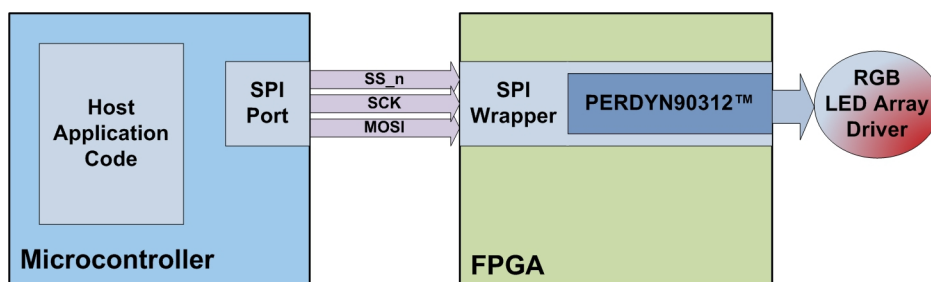 Host
Application
Code
SPI
Port
Microcontroller
SS_n
SCK
MOSI
SPI
Wrapper
PERDYN90312™
FPGA
RGB
LED Array
Driver